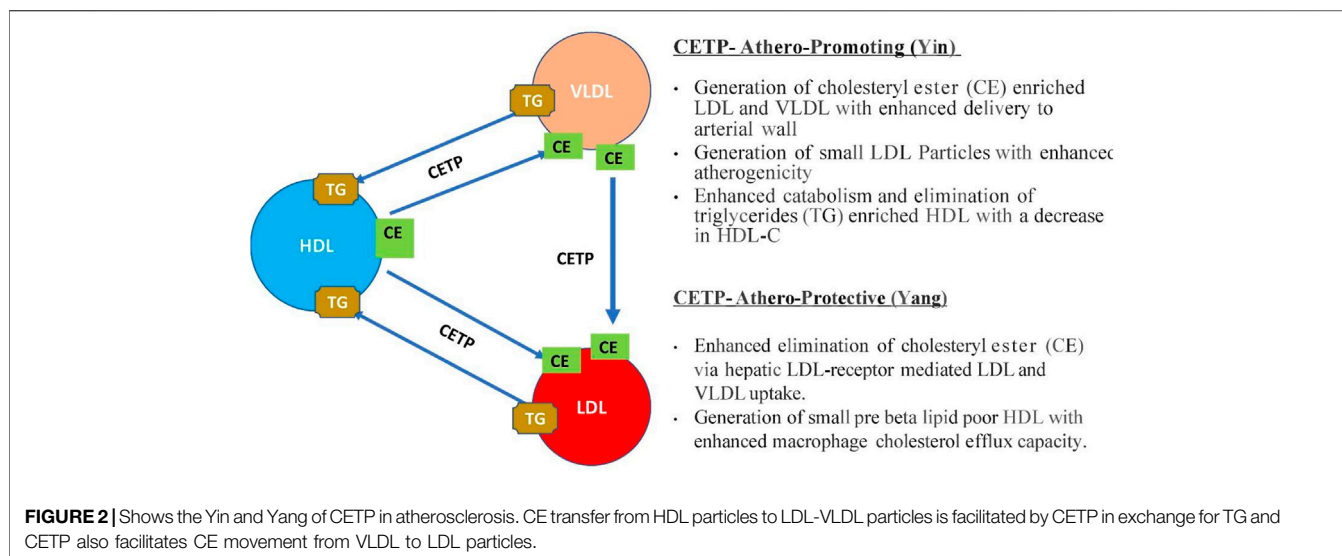 VLDL
TG
CE
CE
CETP
TG
CE
HDL
CETP
TG
CETP
CE
CE
TG
LDL
CETP- Athero-Promoting (Yin)
• Generation of cholesteryl ester (CE) enriched
LDL and VLDL with enhanced delivery to
arterial wall
• Generation of small LDL Particles with enhanced
atherogenicity
• Enhanced catabolism and elimination of
triglycerides (TG) enriched HDL with a decrease
in HDL-C
CETP- Athero-Protective (Yang)
• Enhanced elimination of cholesteryl ester (CE)
via hepatic LDL-receptor mediated LDL and
VLDL uptake.
• Generation of small pre beta lipid poor HDL with
enhanced macrophage cholesterol efflux capacity.
FIGURE 2 | Shows the Yin and Yang of CETP in atherosclerosis. CE transfer from HDL particles to LDL-VLDL particles is facilitated by CETP in exchange for TG and
CETP also facilitates CE movement from VLDL to LDL particles.